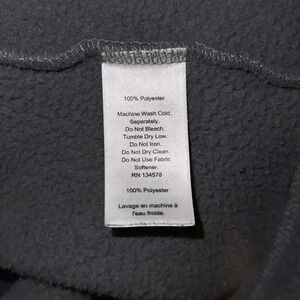 100% Polyester
Machine Wash Cold.
Separately.
Do Not Bleach.
Tumble Dry Low.
Do Not Iron.
Do Not Dry Clean.
Do Not Use Fabric
Softener.
RN 134578
100% Polyester
Lavage en machine à
l'eau froide.